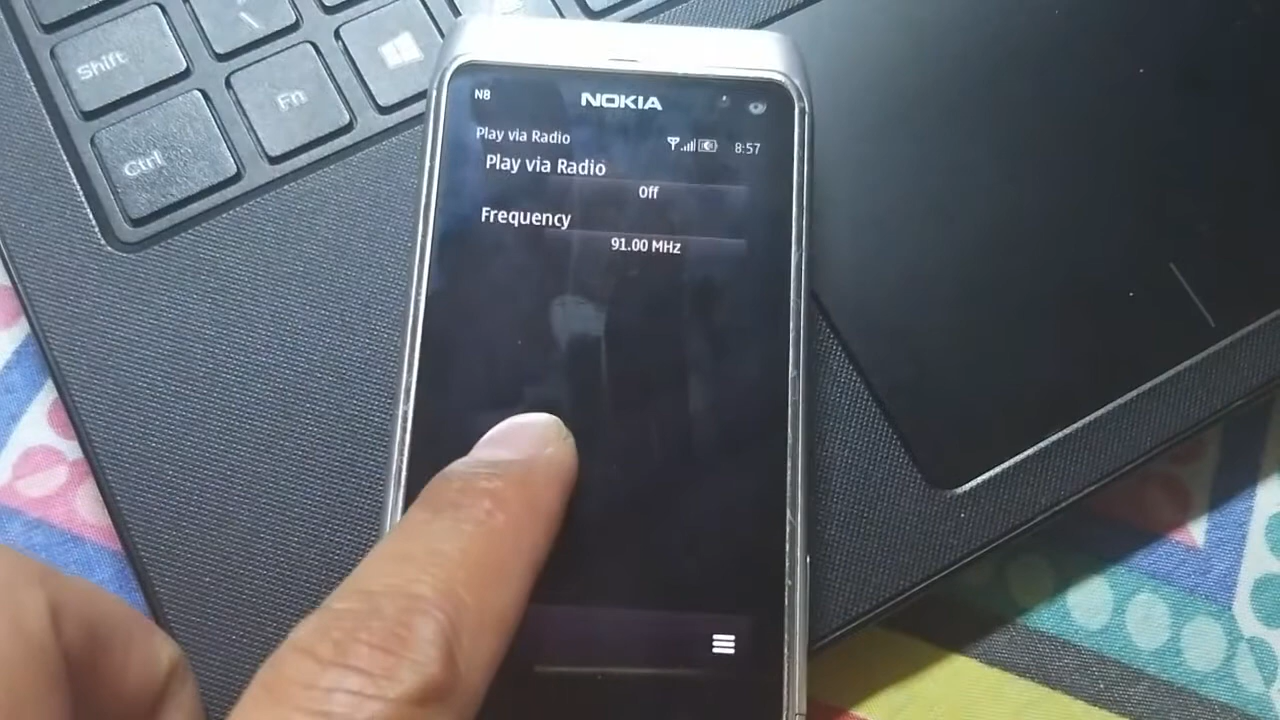 Shift
\
Fn
Ctrl
N8
NOKIA
Play via Radio
8:57
Play via Radio
Off
Frequency
91.00 MHz